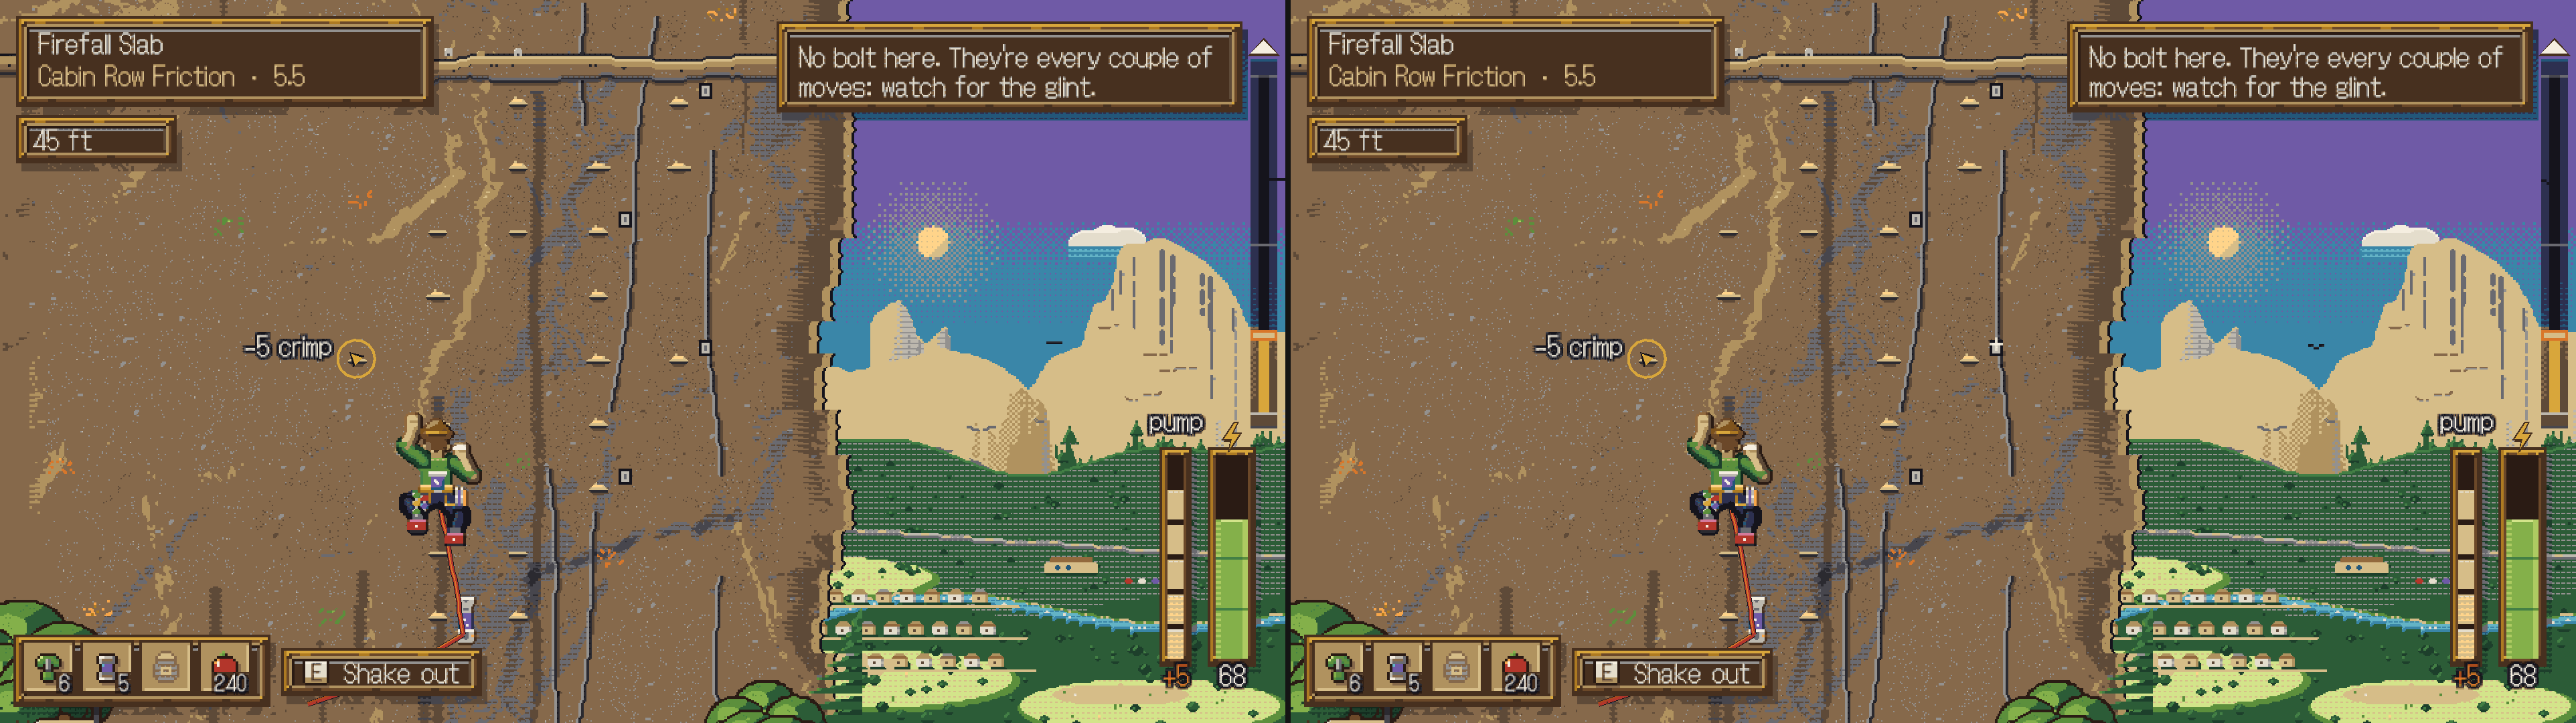 Firefall Slab
Cabin Row Friction · 5.5
45 ft
No bolt here. They're every couple of
moves: watch for the glint.
-5 crimp
pump
+5
68
6
5
240
E Shake out
Firefall Slab
Cabin Row Friction · 5.5
45 ft
No bolt here. They're every couple of
moves: watch for the glint.
-5 crimp
pump
+5
68
6
5
240
E Shake out